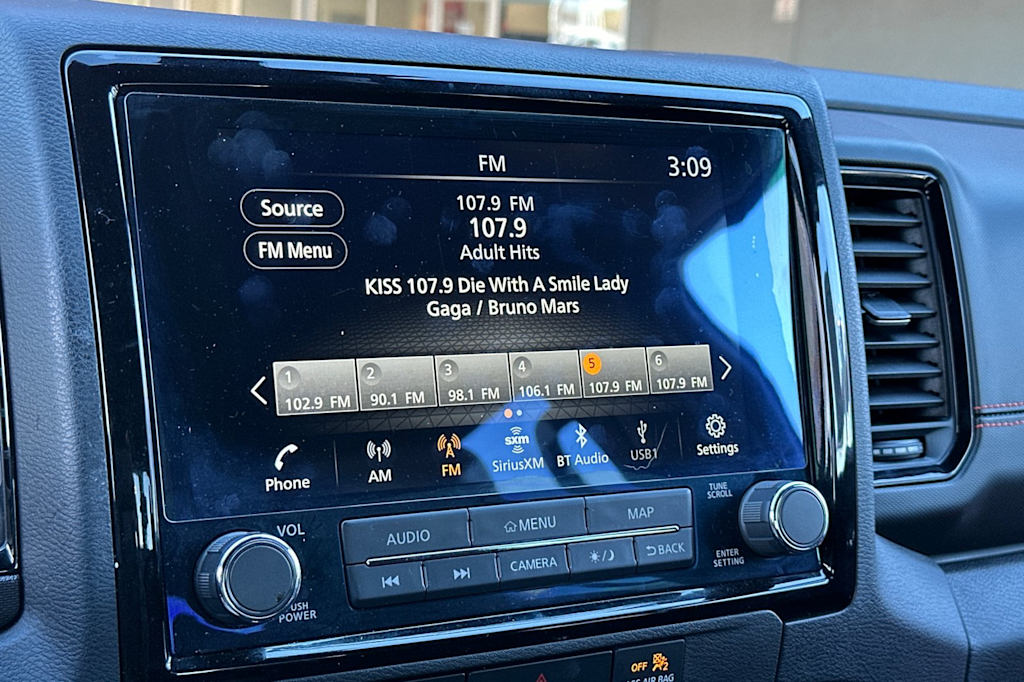 FM
3:09
Source
107.9 FM
107.9
FM Menu
Adult Hits
KISS 107.9 Die With A Smile Lady
Gaga / Bruno Mars
1
102.9 FM
2
90.1 FM
3
98.1 FM
4
106.1 FM
5
107.9 FM
6
107.9 FM
Phone
AM
FM
sxm
SiriusXM
BT Audio
USB1
Settings
VOL
PUSH
POWER
AUDIO
MENU
MAP
CAMERA
BACK
TUNE
SCROLL
ENTER
SETTING
OFF
AIR BAG